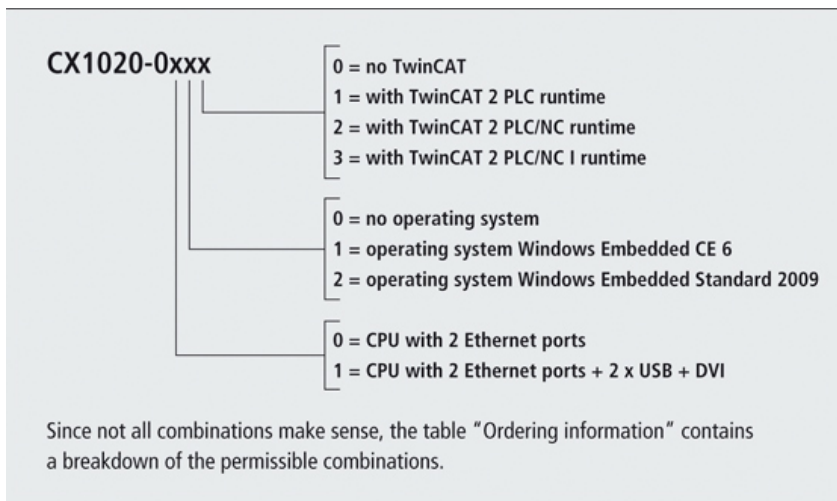 CX1020-0xxx
0 = no TwinCAT
1 = with TwinCAT 2 PLC runtime
2 = with TwinCAT 2 PLC/NC runtime
3 = with TwinCAT 2 PLC/NC I runtime
0 = no operating system
1 = operating system Windows Embedded CE 6
2 = operating system Windows Embedded Standard 2009
0 = CPU with 2 Ethernet ports
1 = CPU with 2 Ethernet ports + 2 x USB + DVI
Since not all combinations make sense, the table “Ordering information” contains
a breakdown of the permissible combinations.